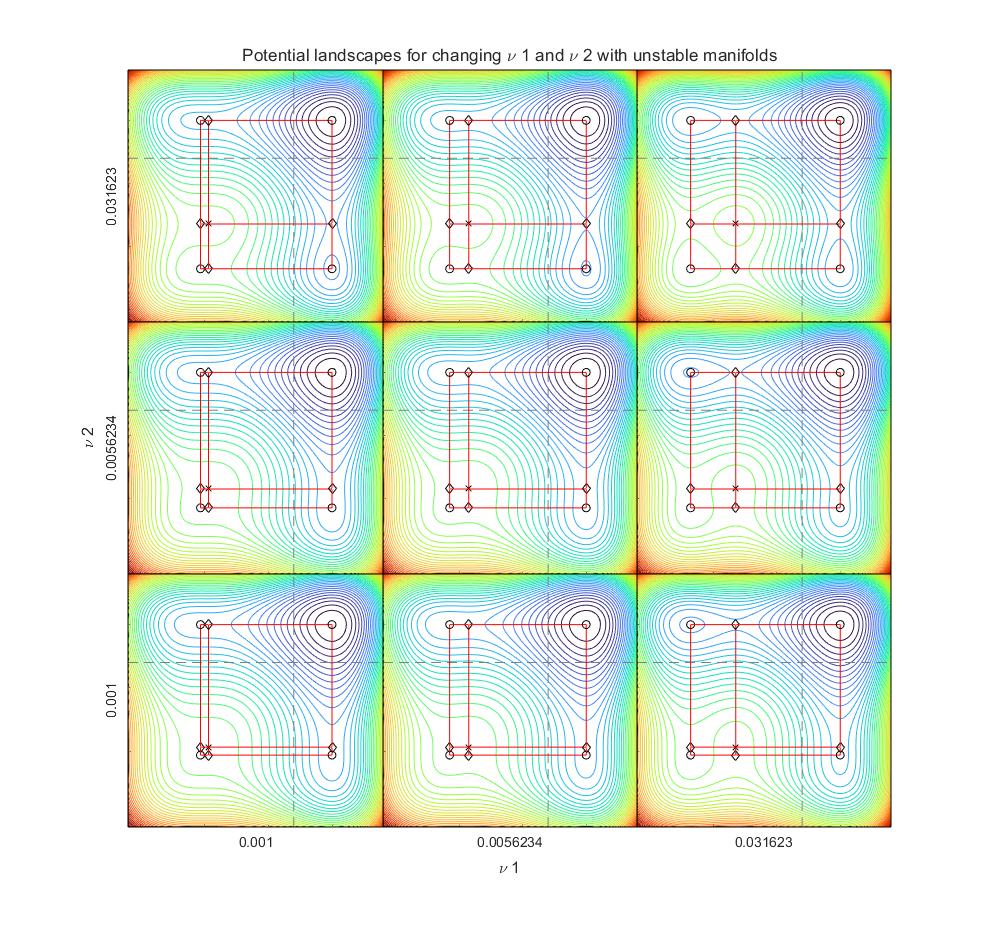 Potential landscapes for changing ν 1 and ν 2 with unstable manifolds
0.031623
0.0056234
ν 2
0.001
0.001 0.0056234 0.031623
ν 1